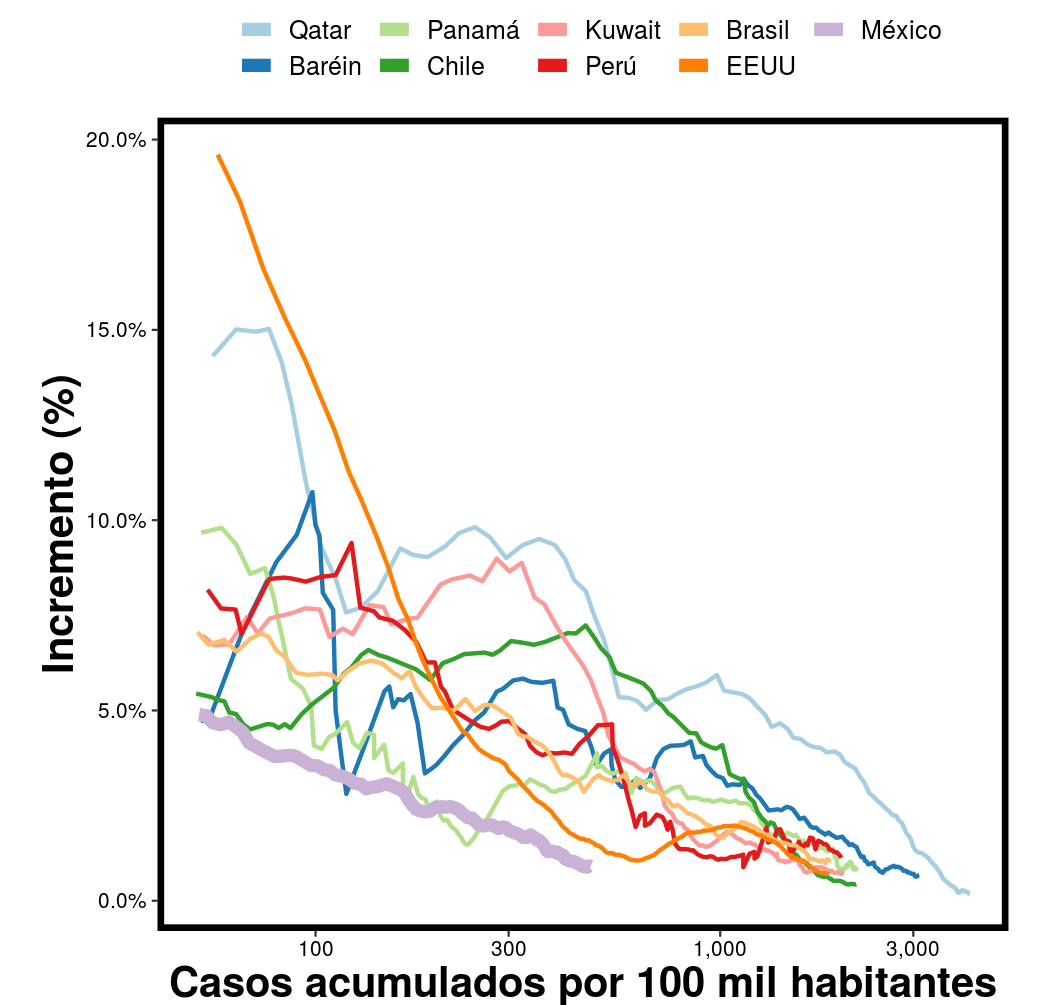 Qatar Panamá Kuwait Brasil México
Baréin Chile Perú EEUU
20.0%
15.0%
10.0%
5.0%
0.0%
Incremento (%)
100 300 1,000 3,000
Casos acumulados por 100 mil habitantes